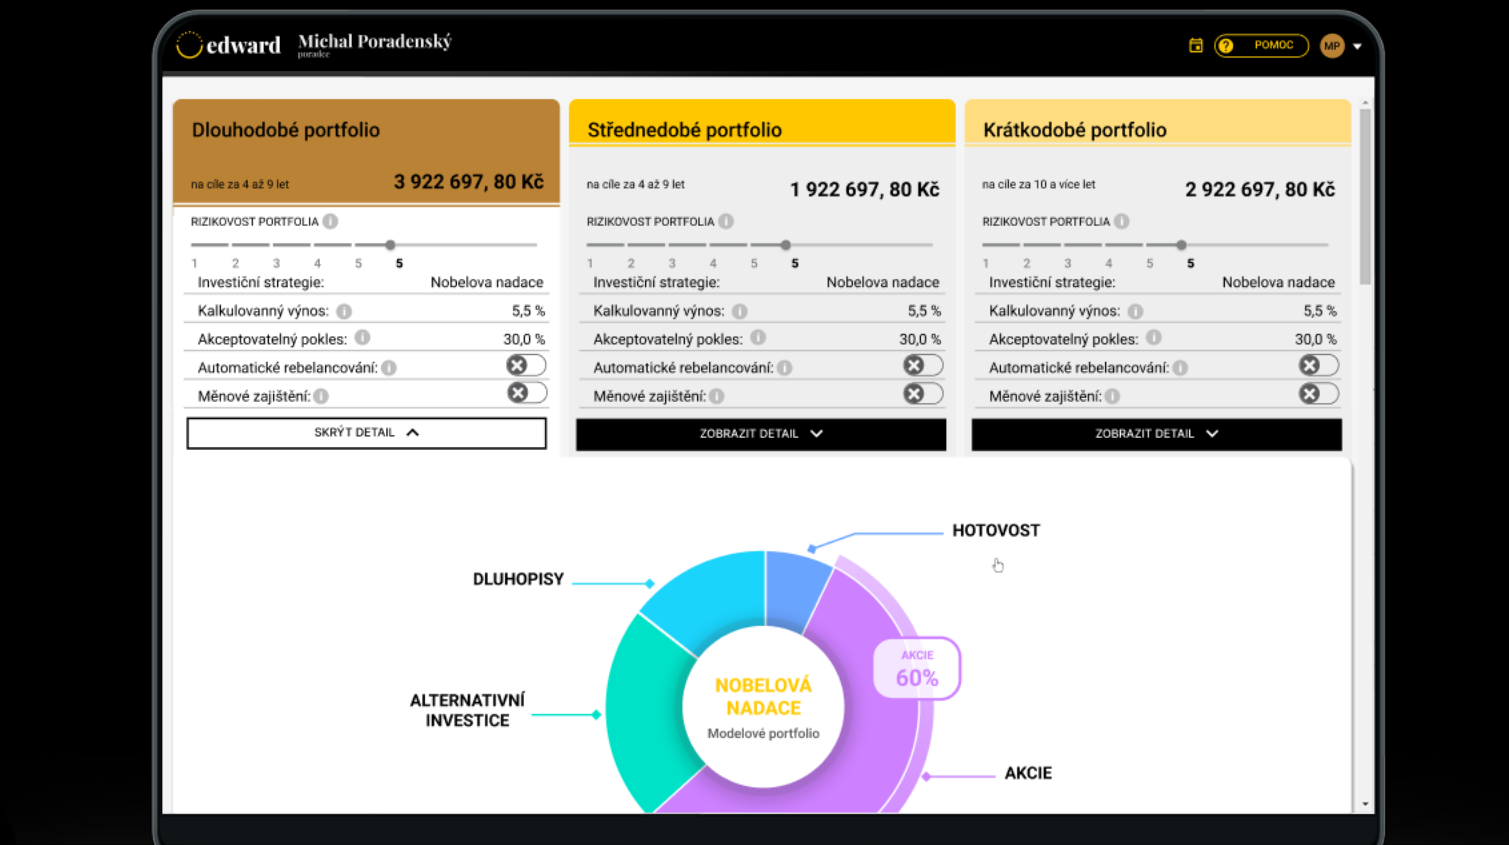 edward
Michal Poradenský
poradce
? POMOC
MP
Dlouhodobé portfolio
na cíle za 4 až 9 let
3 922 697, 80 Kč
RIZIKOVOST PORTFOLIA i
1 2 3 4 5 5
Investiční strategie: Nobelova nadace
Kalkulovanný výnos: i 5,5 %
Akceptovatelný pokles: i 30,0 %
Automatické rebelancování: i
Měnové zajištění: i
SKRÝT DETAIL
Střednedobé portfolio
na cíle za 4 až 9 let
1 922 697, 80 Kč
RIZIKOVOST PORTFOLIA i
1 2 3 4 5 5
Investiční strategie: Nobelova nadace
Kalkulovanný výnos: i 5,5 %
Akceptovatelný pokles: i 30,0 %
Automatické rebelancování: i
Měnové zajištění: i
ZOBRAZIT DETAIL
Krátkodobé portfolio
na cíle za 10 a více let
2 922 697, 80 Kč
RIZIKOVOST PORTFOLIA i
1 2 3 4 5 5
Investiční strategie: Nobelova nadace
Kalkulovanný výnos: i 5,5 %
Akceptovatelný pokles: i 30,0 %
Automatické rebelancování: i
Měnové zajištění: i
ZOBRAZIT DETAIL
HOTOVOST
DLUHOPISY
AKCIE
60%
NOBELOVÁ
NADACE
Modelové portfolio
ALTERNATIVNÍ
INVESTICE
AKCIE